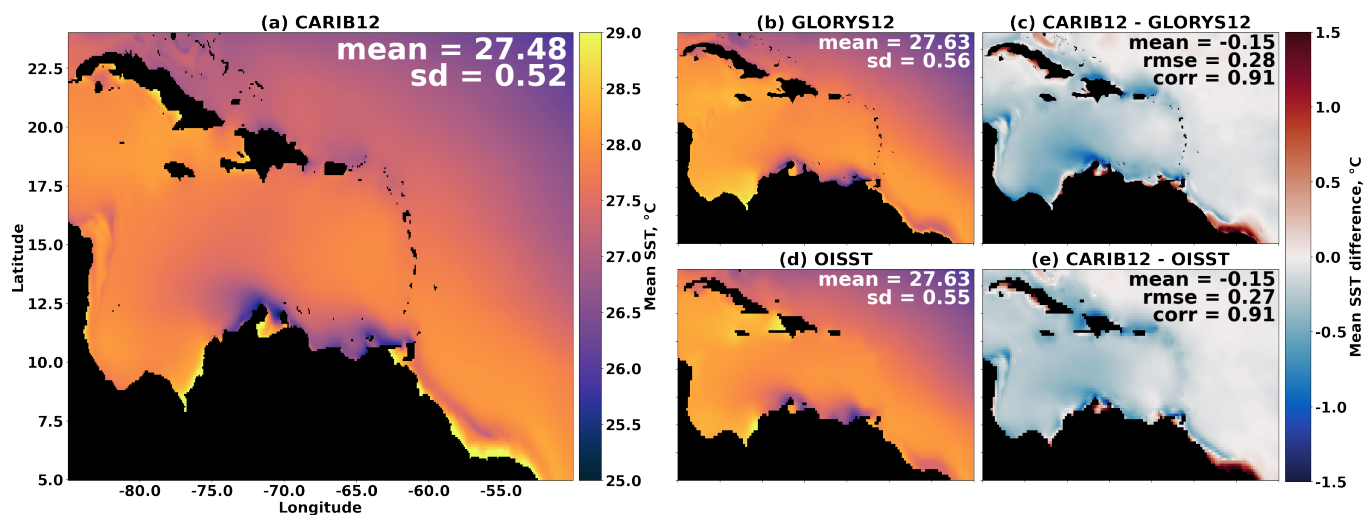 (a) CARIB12
mean = 27.48
sd = 0.52
22.5
20.0
17.5
15.0
12.5
10.0
7.5
5.0
Latitude
-80.0
-75.0
-70.0
-65.0
-60.0
-55.0
Longitude
29.0
28.5
28.0
27.5
27.0
26.5
26.0
25.5
25.0
Mean SST, °C
(b) GLORYS12
mean = 27.63
sd = 0.56
(c) CARIB12 - GLORYS12
mean = -0.15
rmse = 0.28
corr = 0.91
(d) OISST
mean = 27.63
sd = 0.55
(e) CARIB12 - OISST
mean = -0.15
rmse = 0.27
corr = 0.91
1.5
1.0
0.5
0.0
-0.5
-1.0
-1.5
Mean SST difference, °C